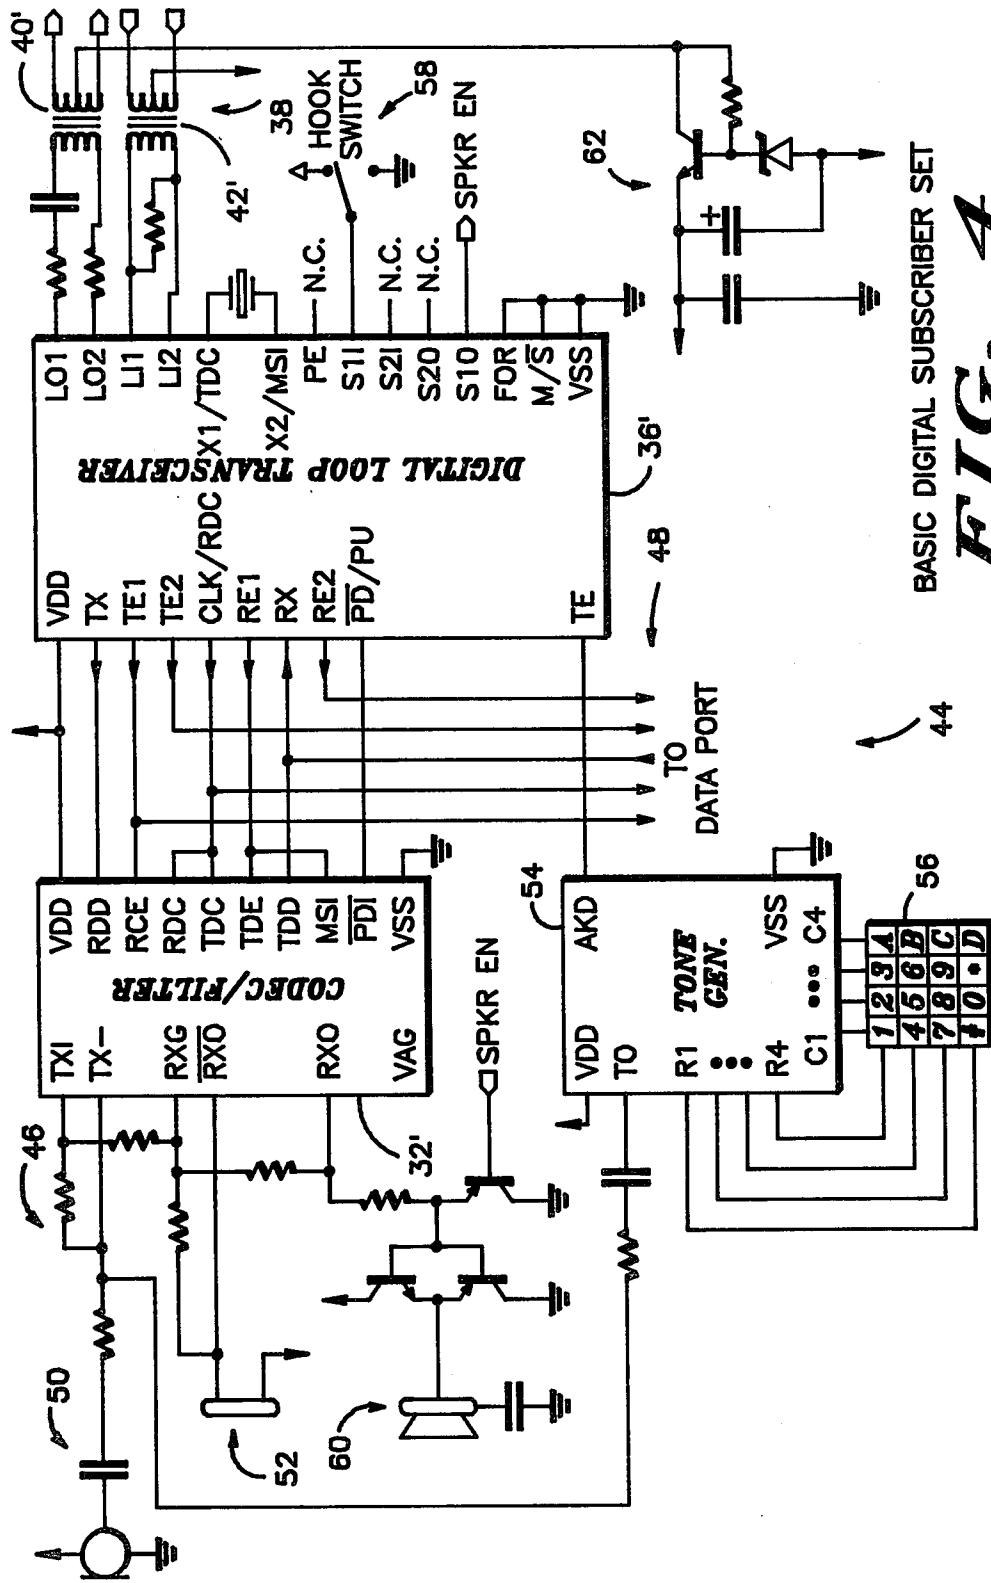 40'
38
42'
HOOK
SWITCH
58
SPKR EN
62
LO1
LO2
LI1
LI2
X1/TDC
X2/MSI
PE
N.C.
S1I
S2I
N.C.
S2O
N.C.
S1O
FOR
M/S̅
VSS
DIGITAL LOOP TRANSCEIVER
36'
VDD
TX
TE1
TE2
CLK/RDC
RE1
RX
RE2
P̅D̅/PU
TE
48
TO
DATA PORT
44
VDD
RDD
RCE
RDC
TDC
TDE
TDD
MSI
P̅D̅I̅
VSS
CODEC/FILTER
TXI
TX-
RXG
R̅X̅O̅
RXO
VAG
32'
46
50
52
60
SPKR EN
54
AKD
VSS
TONE
GEN.
VDD
TO
R1
R4
C1 ••• C4
56
1 2 3 A
4 5 6 B
7 8 9 C
# 0 * D
BASIC DIGITAL SUBSCRIBER SET
FIG. 4